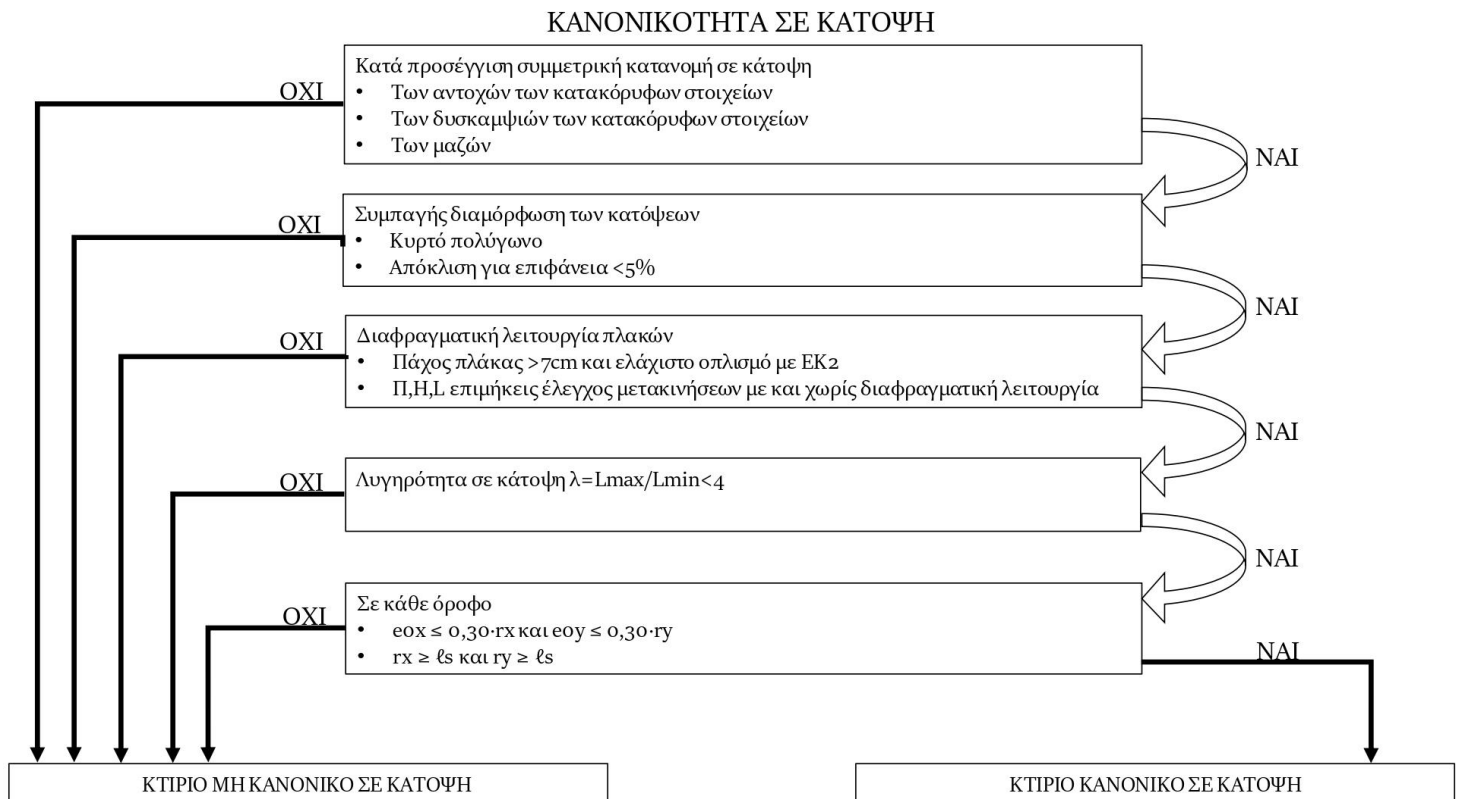 ΚΑΝΟΝΙΚΟΤΗΤΑ ΣΕ ΚΑΤΟΨΗ
Κατά προσέγγιση συμμετρική κατανομή σε κάτοψη
• Των αντοχών των κατακόρυφων στοιχείων
• Των δυσκαμψιών των κατακόρυφων στοιχείων
• Των μαζών
ΟΧΙ
ΝΑΙ
Συμπαγής διαμόρφωση των κατόψεων
• Κυρτό πολύγωνο
• Απόκλιση για επιφάνεια <5%
ΟΧΙ
ΝΑΙ
Διαφραγματική λειτουργία πλακών
• Πάχος πλάκας >7cm και ελάχιστο οπλισμό με ΕΚ2
• Π,Η,L επιμήκεις έλεγχος μετακινήσεων με και χωρίς διαφραγματική λειτουργία
ΟΧΙ
ΝΑΙ
Λυγηρότητα σε κάτοψη λ=Lmax/Lmin<4
ΟΧΙ
ΝΑΙ
Σε κάθε όροφο
• eox ≤ 0,30·rx και eoy ≤ 0,30·ry
• rx ≥ ℓs και ry ≥ ℓs
ΟΧΙ
ΝΑΙ
ΚΤΙΡΙΟ ΜΗ ΚΑΝΟΝΙΚΟ ΣΕ ΚΑΤΟΨΗ
ΚΤΙΡΙΟ ΚΑΝΟΝΙΚΟ ΣΕ ΚΑΤΟΨΗ